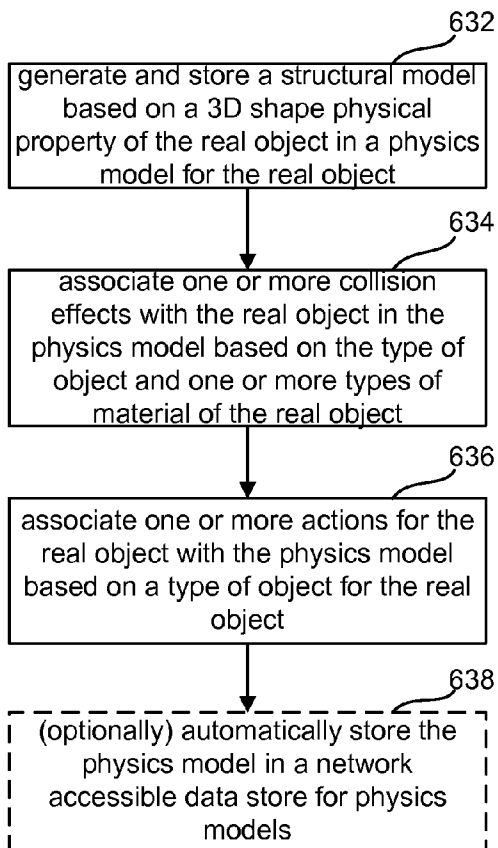 632
generate and store a structural model
based on a 3D shape physical
property of the real object in a physics
model for the real object
634
associate one or more collision
effects with the real object in the
physics model based on the type of
object and one or more types of
material of the real object
636
associate one or more actions for the
real object with the physics model
based on a type of object for the real
object
638
(optionally) automatically store the
physics model in a network
accessible data store for physics
models